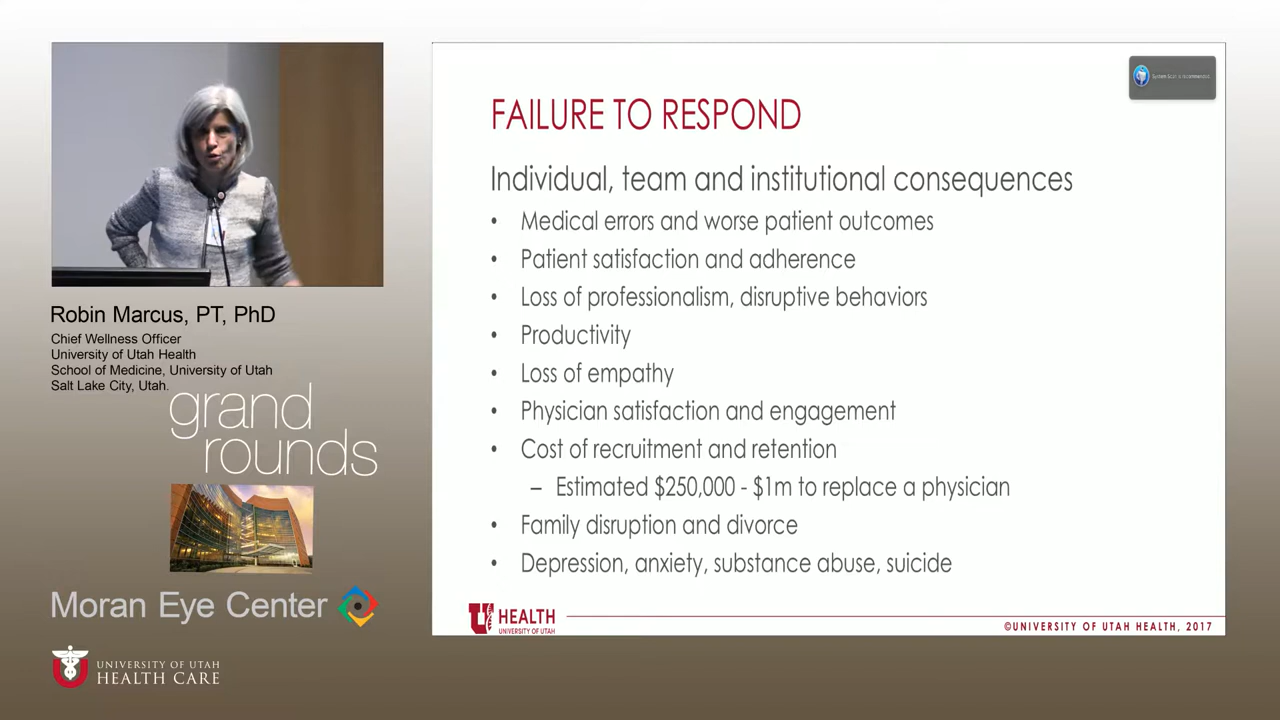 System Scan is recommended
FAILURE TO RESPOND
Individual, team and institutional consequences
• Medical errors and worse patient outcomes
• Patient satisfaction and adherence
• Loss of professionalism, disruptive behaviors
• Productivity
• Loss of empathy
• Physician satisfaction and engagement
• Cost of recruitment and retention
– Estimated $250,000 - $1m to replace a physician
• Family disruption and divorce
• Depression, anxiety, substance abuse, suicide
U HEALTH
UNIVERSITY OF UTAH
©UNIVERSITY OF UTAH HEALTH, 2017
Robin Marcus, PT, PhD
Chief Wellness Officer
University of Utah Health
School of Medicine, University of Utah
Salt Lake City, Utah.
grand
rounds
Moran Eye Center
UNIVERSITY OF UTAH
HEALTH CARE